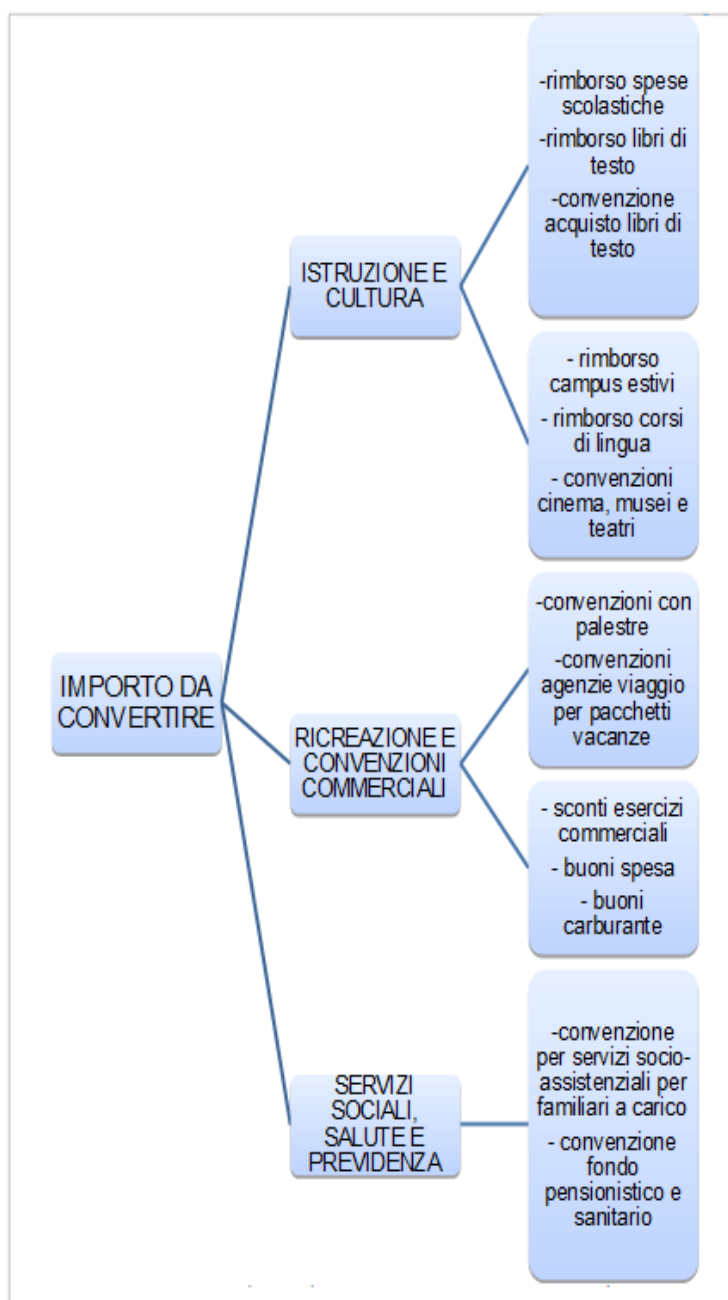 -rimborso spese
scolastiche
-rimborso libri di
testo
-convenzione
acquisto libri di
testo
ISTRUZIONE E
CULTURA
- rimborso
campus estivi
- rimborso corsi
di lingua
- convenzioni
cinema, musei e
teatri
IMPORTO DA
CONVERTIRE
-convenzioni con
palestre
-convenzioni
agenzie viaggio
per pacchetti
vacanze
RICREAZIONE E
CONVENZIONI
COMMERCIALI
- sconti esercizi
commerciali
- buoni spesa
- buoni
carburante
SERVIZI
SOCIALI,
SALUTE E
PREVIDENZA
-convenzione
per servizi socio-
assistenziali per
familiari a carico
- convenzione
fondo
pensionistico e
sanitario